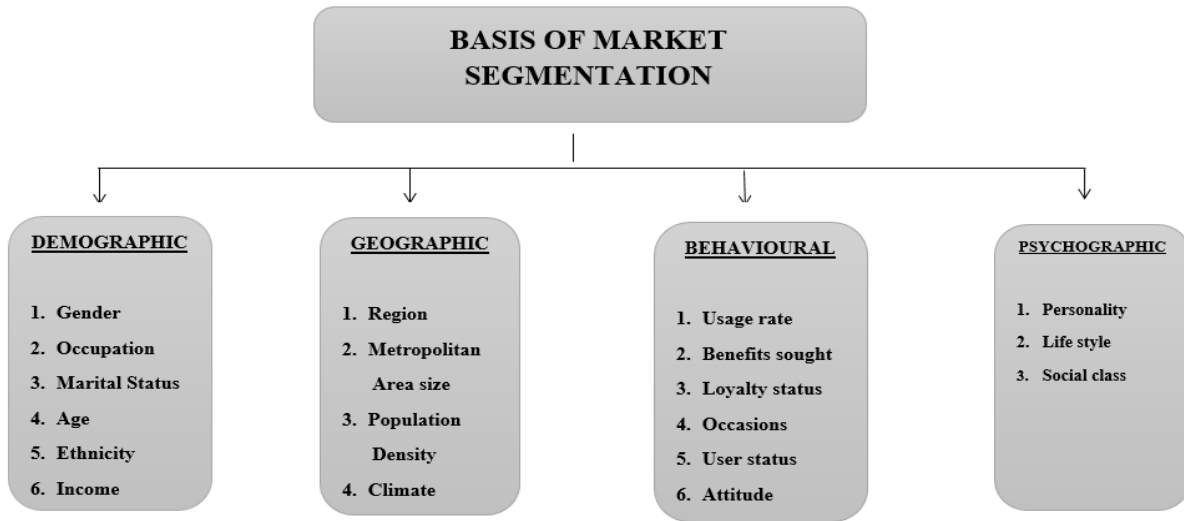 BASIS OF MARKET
SEGMENTATION
DEMOGRAPHIC
1. Gender
2. Occupation
3. Marital Status
4. Age
5. Ethnicity
6. Income
GEOGRAPHIC
1. Region
2. Metropolitan
Area size
3. Population
Density
4. Climate
BEHAVIOURAL
1. Usage rate
2. Benefits sought
3. Loyalty status
4. Occasions
5. User status
6. Attitude
PSYCHOGRAPHIC
1. Personality
2. Life style
3. Social class